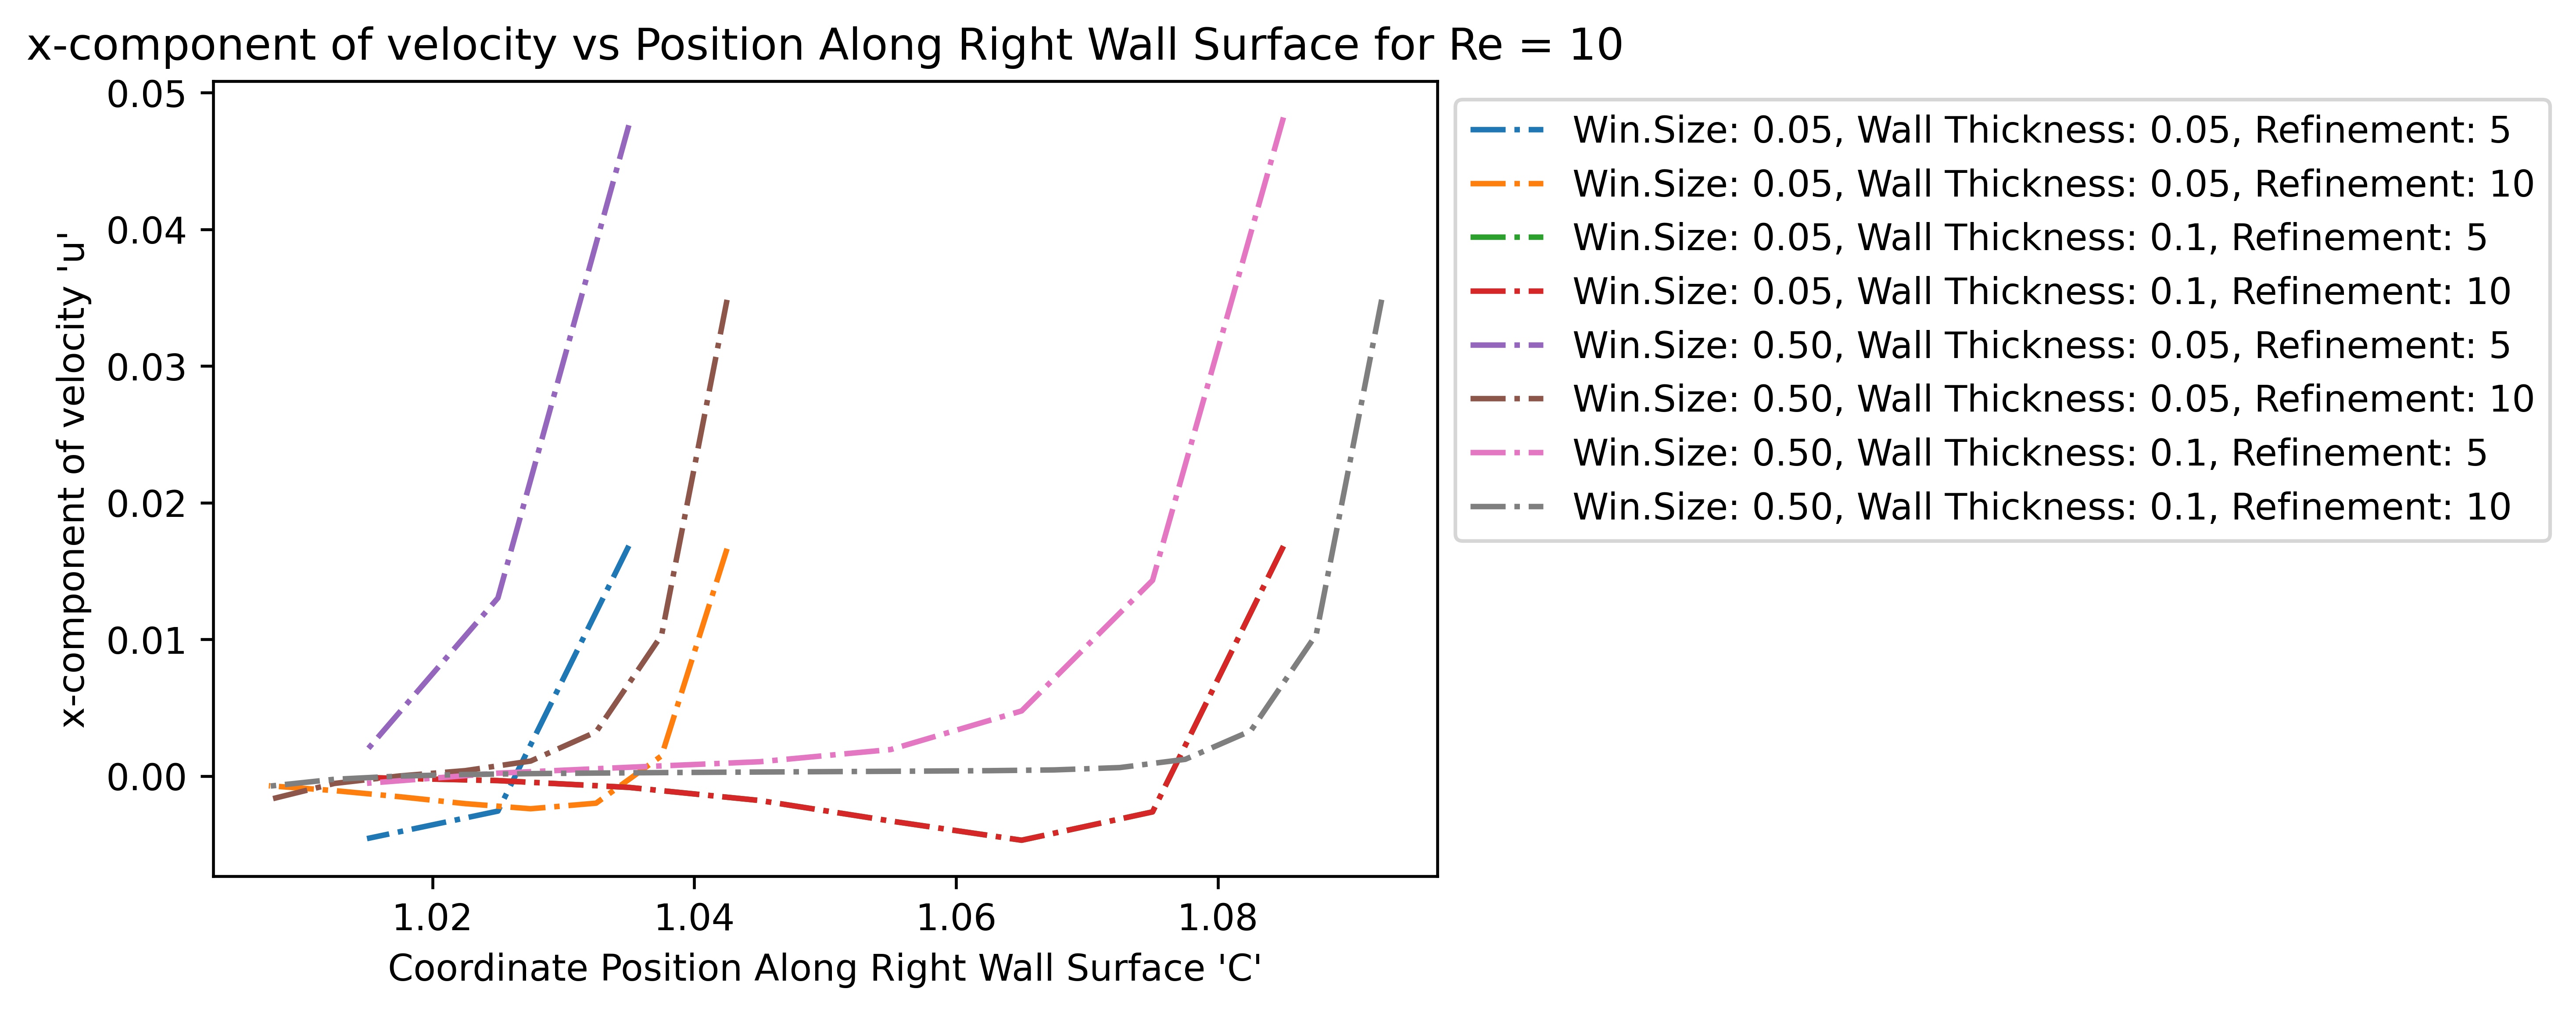 x-component of velocity vs Position Along Right Wall Surface for Re = 10
0.05
0.04
0.03
0.02
0.01
0.00
x-component of velocity 'u'
1.02 1.04 1.06 1.08
Coordinate Position Along Right Wall Surface 'C'
Win.Size: 0.05, Wall Thickness: 0.05, Refinement: 5
Win.Size: 0.05, Wall Thickness: 0.05, Refinement: 10
Win.Size: 0.05, Wall Thickness: 0.1, Refinement: 5
Win.Size: 0.05, Wall Thickness: 0.1, Refinement: 10
Win.Size: 0.50, Wall Thickness: 0.05, Refinement: 5
Win.Size: 0.50, Wall Thickness: 0.05, Refinement: 10
Win.Size: 0.50, Wall Thickness: 0.1, Refinement: 5
Win.Size: 0.50, Wall Thickness: 0.1, Refinement: 10